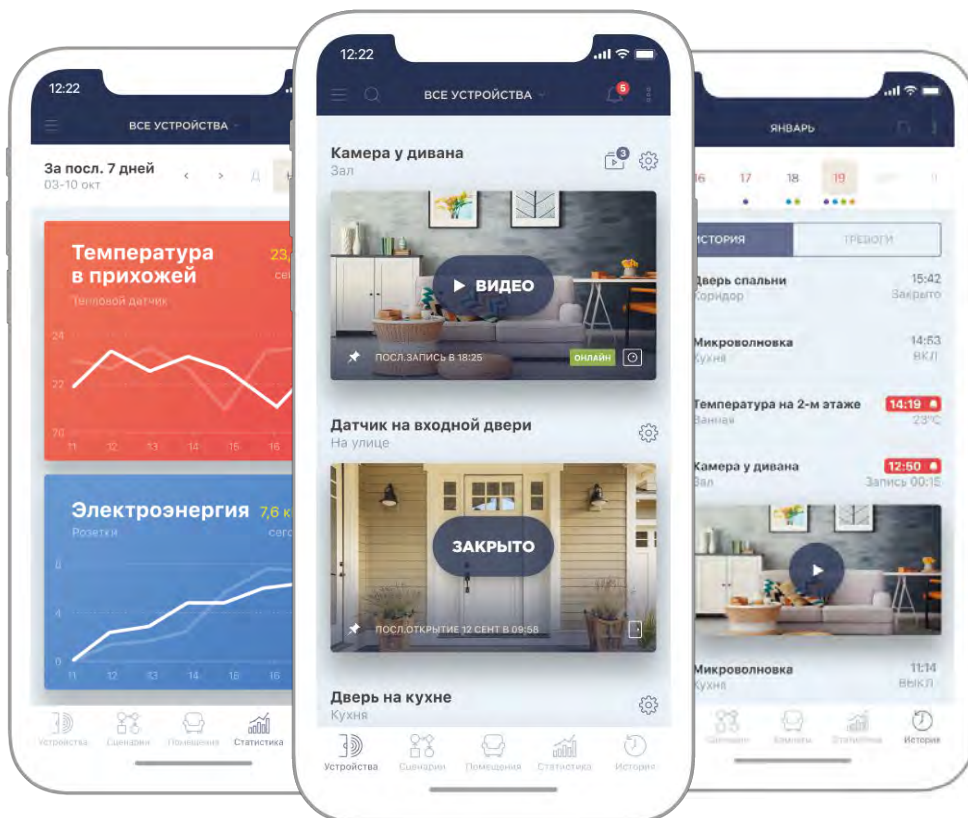 12:22
ВСЕ УСТРОЙСТВА
За посл. 7 дней
03-10 окт
Д
Температура
в прихожей
23,
Тепловой датчик
24
22
20
11 12 13 14 15 16
Электроэнергия 7,6
Розетки
6
4
0
11 12 13 14 15 16
Устройства Сценарии Помещения Статистика
12:22
ВСЕ УСТРОЙСТВА
6
Камера у дивана
Зал
3
ВИДЕО
ПОСЛ.ЗАПИСЬ В 18:25
ОНЛАЙН
Датчик на входной двери
На улице
ЗАКРЫТО
ПОСЛ.ОТКРЫТИЕ 12 СЕНТ В 09:58
Дверь на кухне
Кухня
Устройства Сценарии Помещения Статистика История
ЯНВАРЬ
16 17 18 19
ИСТОРИЯ ТРЕВОГИ
Дверь спальни 15:42
Коридор Закрыто
Микроволновка 14:53
Кухня ВКЛ
Температура на 2-м этаже 14:19
Ванная 23°C
Камера у дивана 12:50
Зал Запись 00:15
Микроволновка 11:14
Кухня ВЫКЛ
Сценарии Комнаты Статистика История